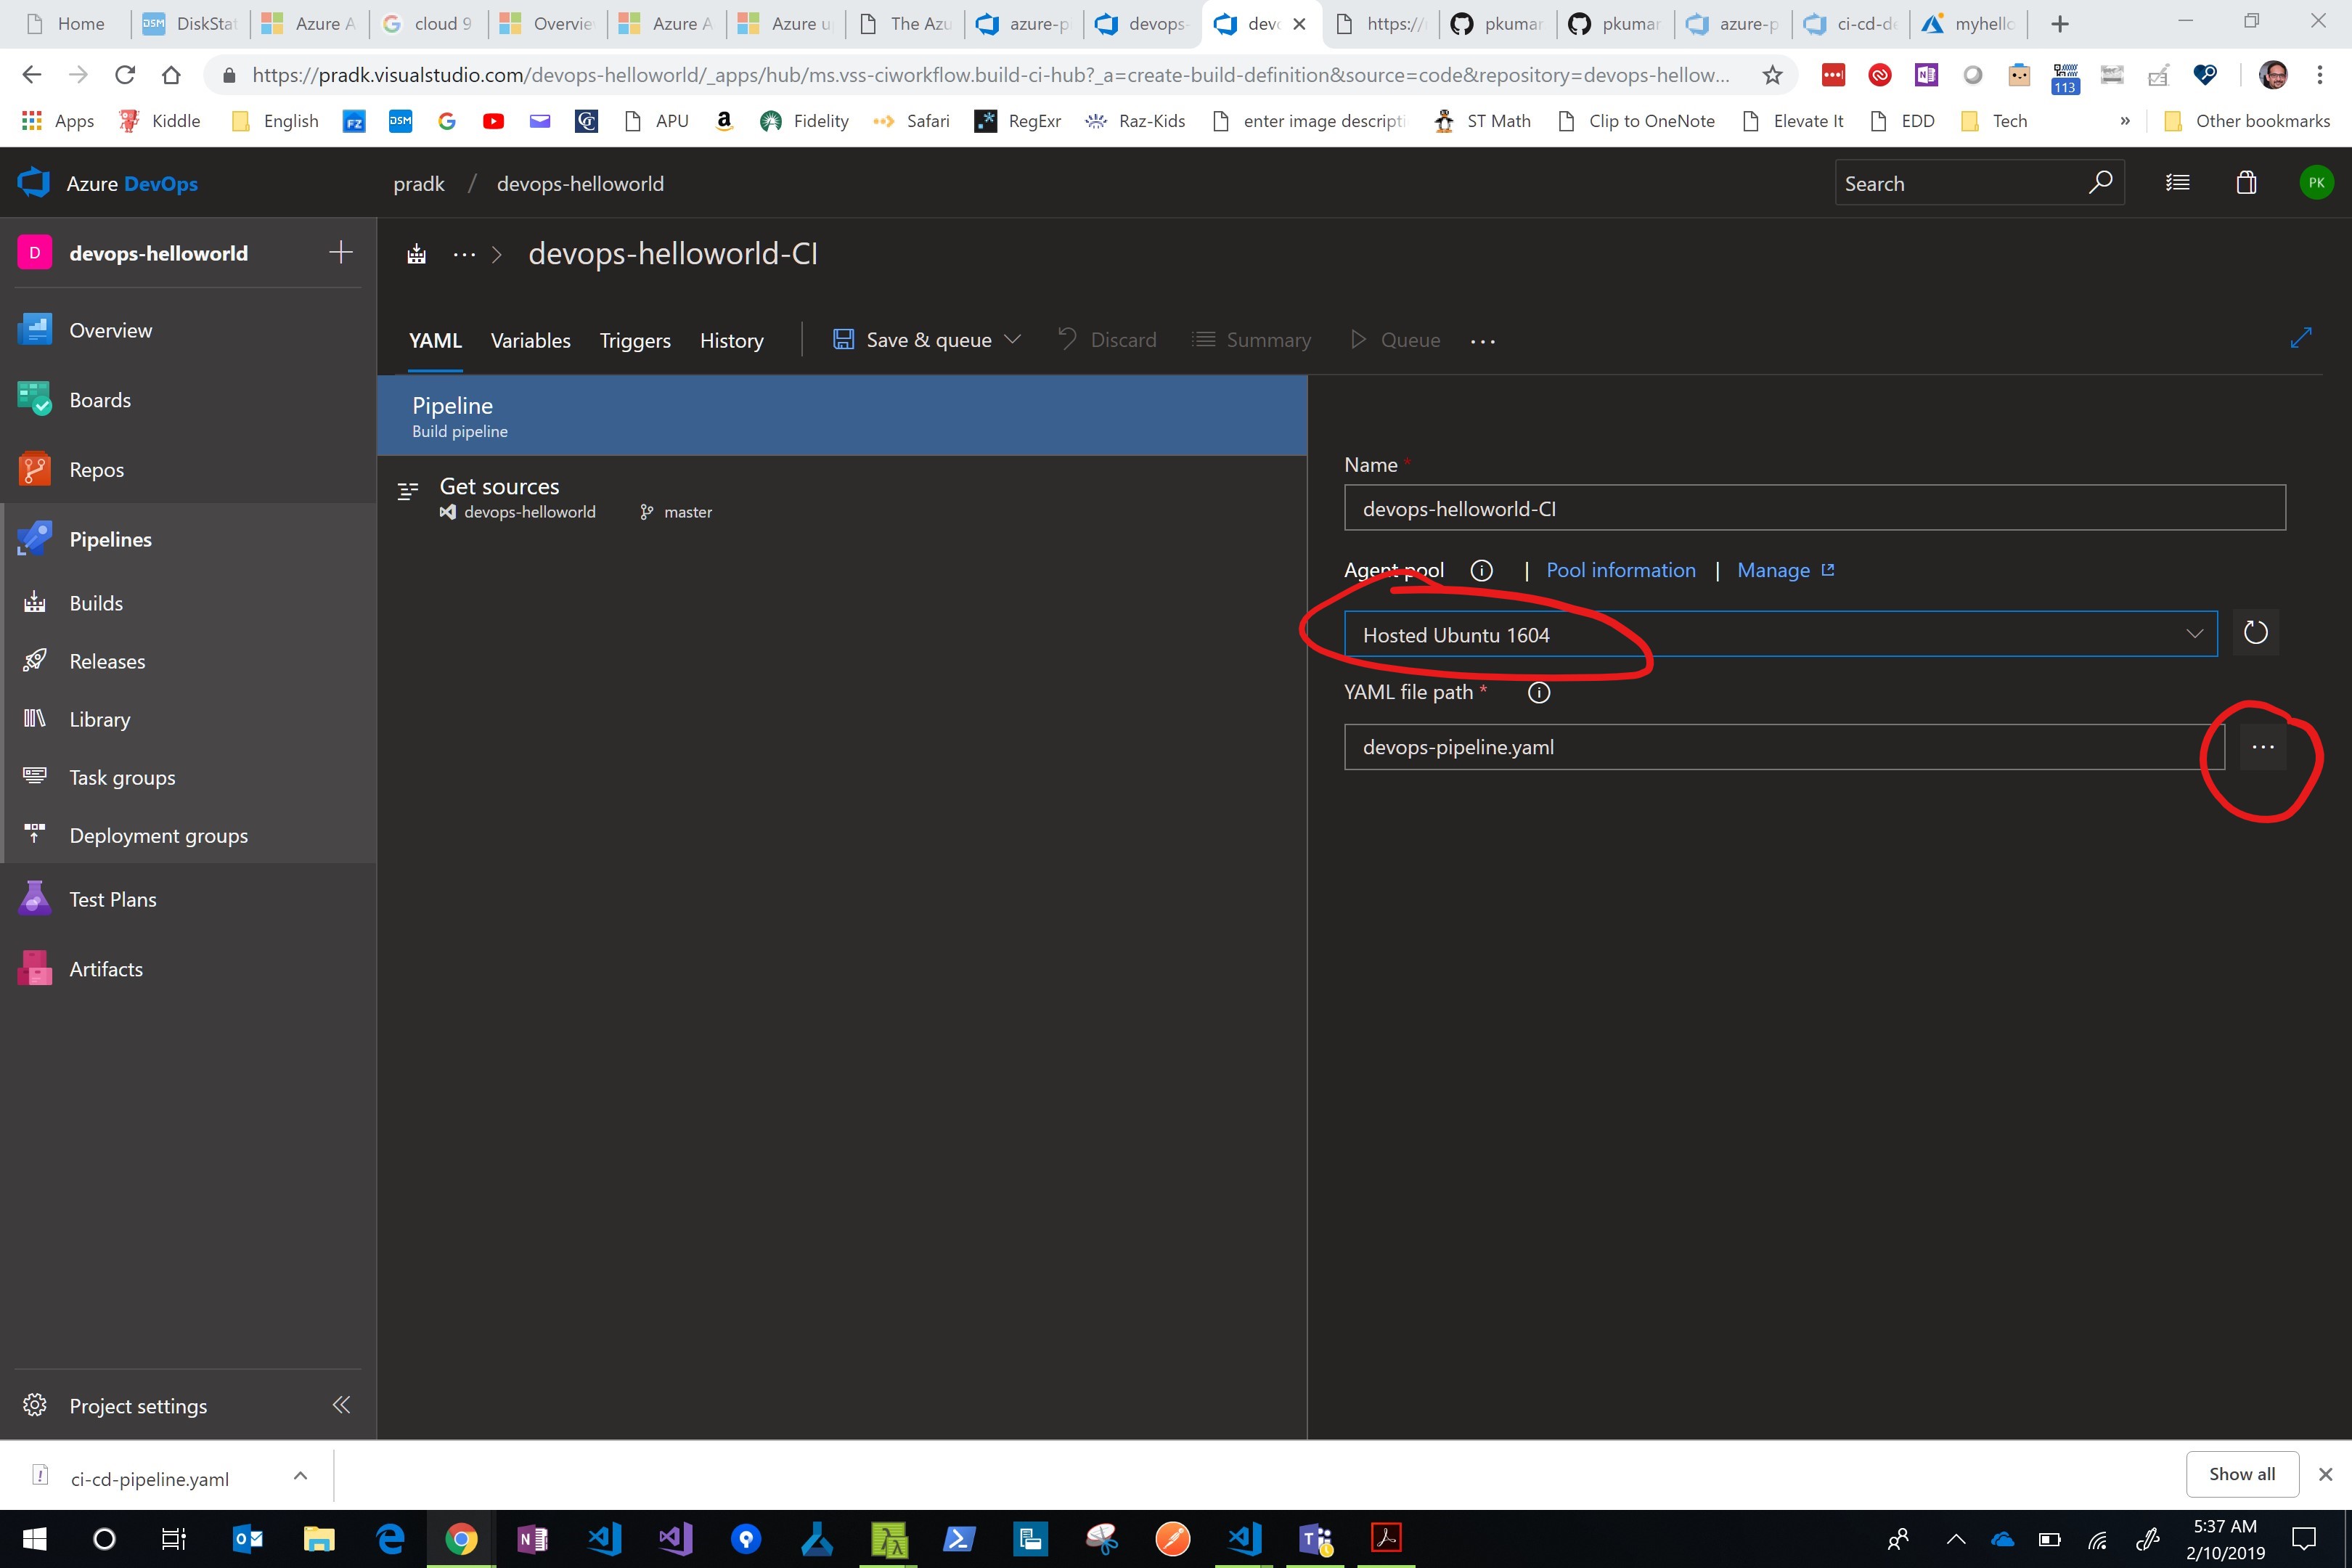 Home
DiskStat
Azure A
cloud 9
Overvie
Azure A
Azure u
The Azu
azure-p
devops-
devo
https://
pkumar
pkumar
azure-p
ci-cd-de
myhello
https://pradk.visualstudio.com/devops-helloworld/_apps/hub/ms.vss-ciworkflow.build-ci-hub?_a=create-build-definition&source=code&repository=devops-hellow...
113
Apps
Kiddle
English
FZ
DSM
APU
Fidelity
Safari
RegExr
Raz-Kids
enter image descripti
ST Math
Clip to OneNote
Elevate It
EDD
Tech
»
Other bookmarks
Azure DevOps
pradk / devops-helloworld
Search
PK
D devops-helloworld
... > devops-helloworld-CI
Overview
Boards
Repos
Pipelines
Builds
Releases
Library
Task groups
Deployment groups
Test Plans
Artifacts
Project settings
YAML Variables Triggers History Save & queue Discard Summary Queue ...
Pipeline
Build pipeline
Get sources
devops-helloworld master
Name *
devops-helloworld-CI
Agent pool | Pool information | Manage
Hosted Ubuntu 1604
YAML file path *
devops-pipeline.yaml
...
ci-cd-pipeline.yaml
Show all
5:37 AM
2/10/2019